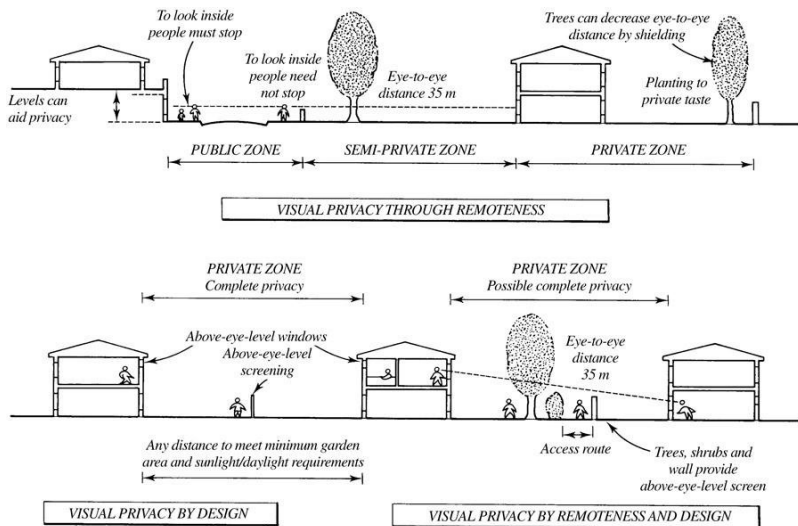 To look inside
people must stop
To look inside
people need
not stop
Eye-to-eye
distance 35 m
Trees can decrease eye-to-eye
distance by shielding
Planting to
private taste
Levels can
aid privacy
PUBLIC ZONE
SEMI-PRIVATE ZONE
PRIVATE ZONE
VISUAL PRIVACY THROUGH REMOTENESS
PRIVATE ZONE
Complete privacy
PRIVATE ZONE
Possible complete privacy
Above-eye-level windows
Above-eye-level
screening
Eye-to-eye
distance
35 m
Any distance to meet minimum garden
area and sunlight/daylight requirements
Access route
Trees, shrubs and
wall provide
above-eye-level screen
VISUAL PRIVACY BY DESIGN
VISUAL PRIVACY BY REMOTENESS AND DESIGN